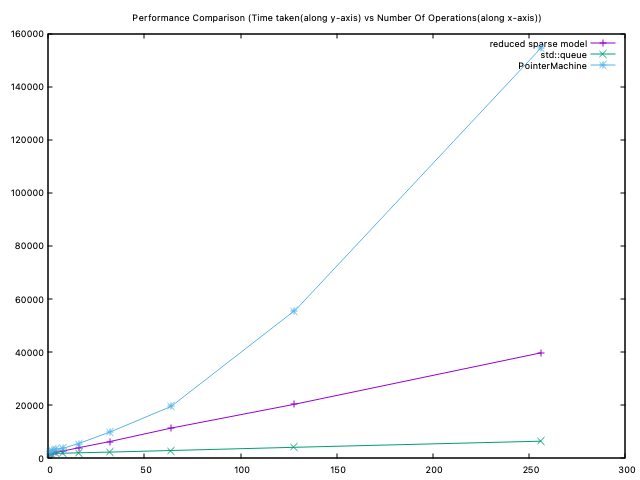 Performance Comparison (Time taken(along y-axis) vs Number Of Operations(along x-axis))
160000
140000
120000
100000
80000
60000
40000
20000
0
0 50 100 150 200 250 300
reduced sparse model
std::queue
PointerMachine